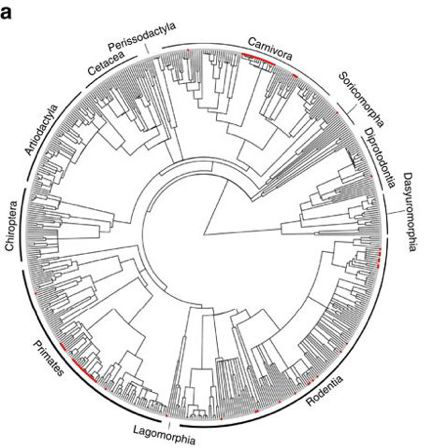 a
Perissodactyla
Carnivora
Cetacea
Soricomorpha
Artiodactyla
Diprotodontia
Dasyuromorphia
Chiroptera
Primates
Rodentia
Lagomorphia